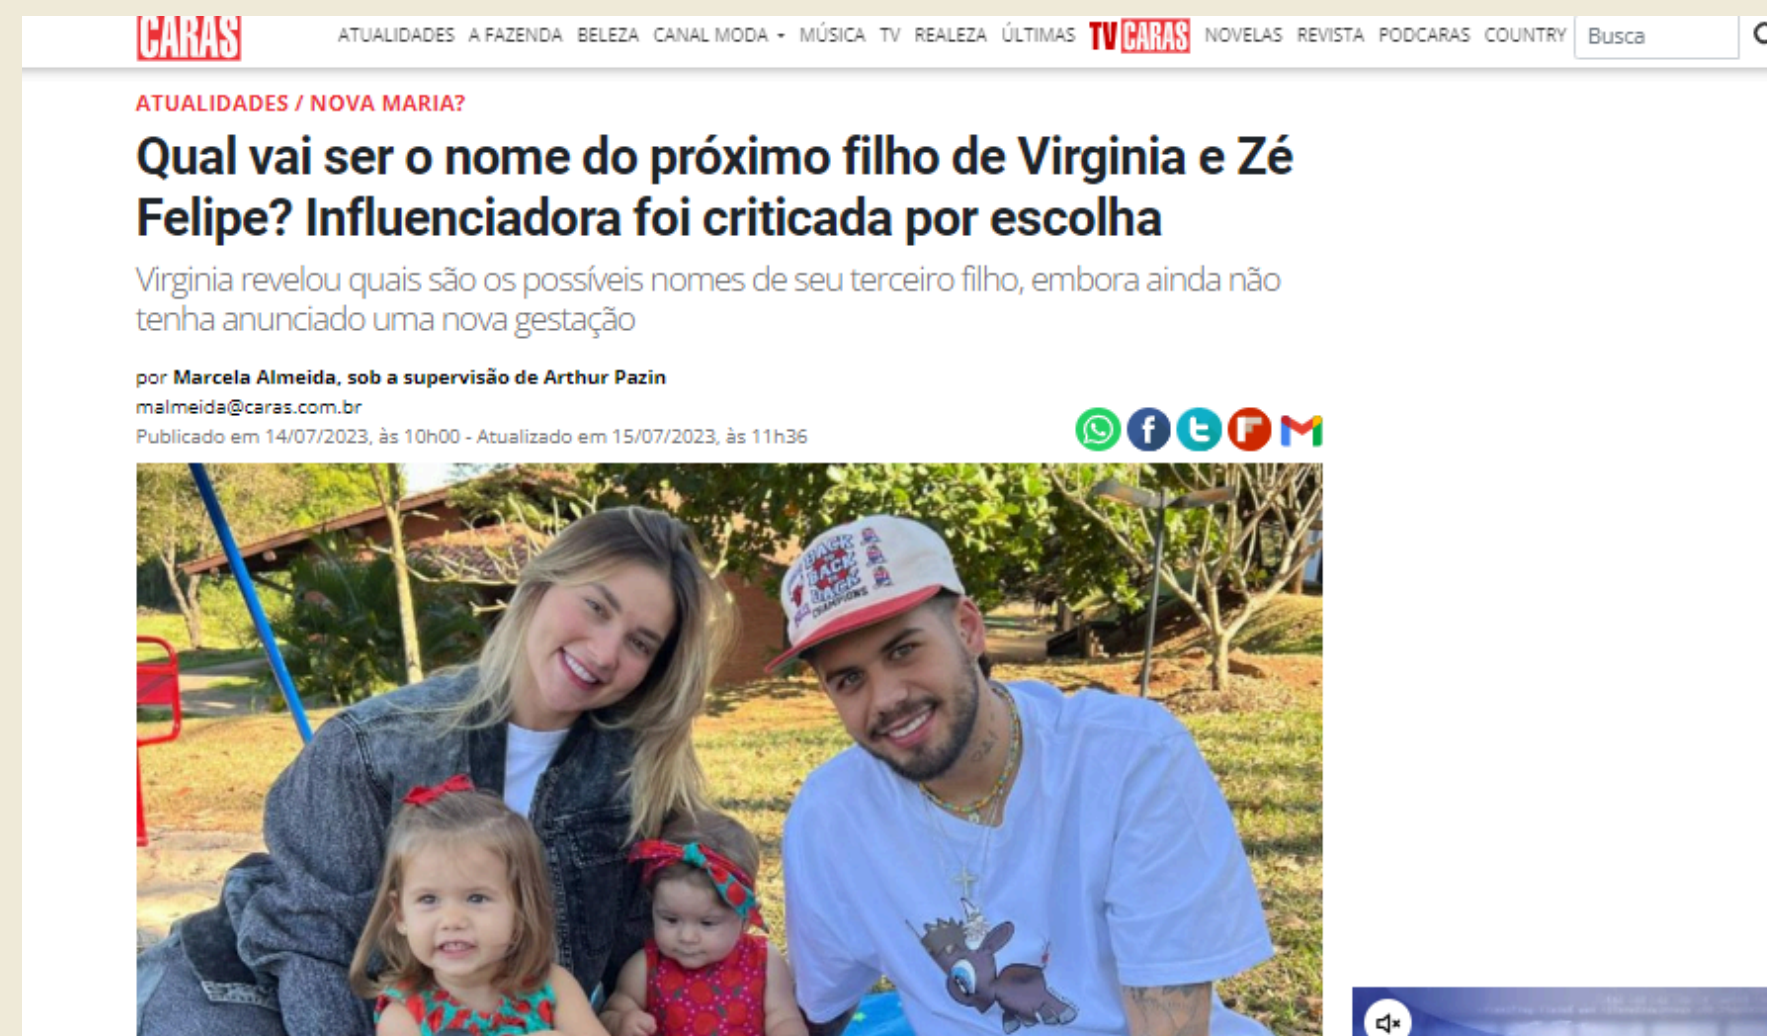 CARAS
ATUALIDADES A FAZENDA BELEZA CANAL MODA MÚSICA TV REALEZA ÚLTIMAS TV CARAS NOVELAS REVISTA PODCARAS COUNTRY Busca
ATUALIDADES / NOVA MARIA?
Qual vai ser o nome do próximo filho de Virginia e Zé
Felipe? Influenciadora foi criticada por escolha
Virginia revelou quais são os possíveis nomes de seu terceiro filho, embora ainda não
tenha anunciado uma nova gestação
por Marcela Almeida, sob a supervisão de Arthur Pazin
malmeida@caras.com.br
Publicado em 14/07/2023, às 10h00 - Atualizado em 15/07/2023, às 11h36
BACK
BACK
BACK
CHAMPIONS